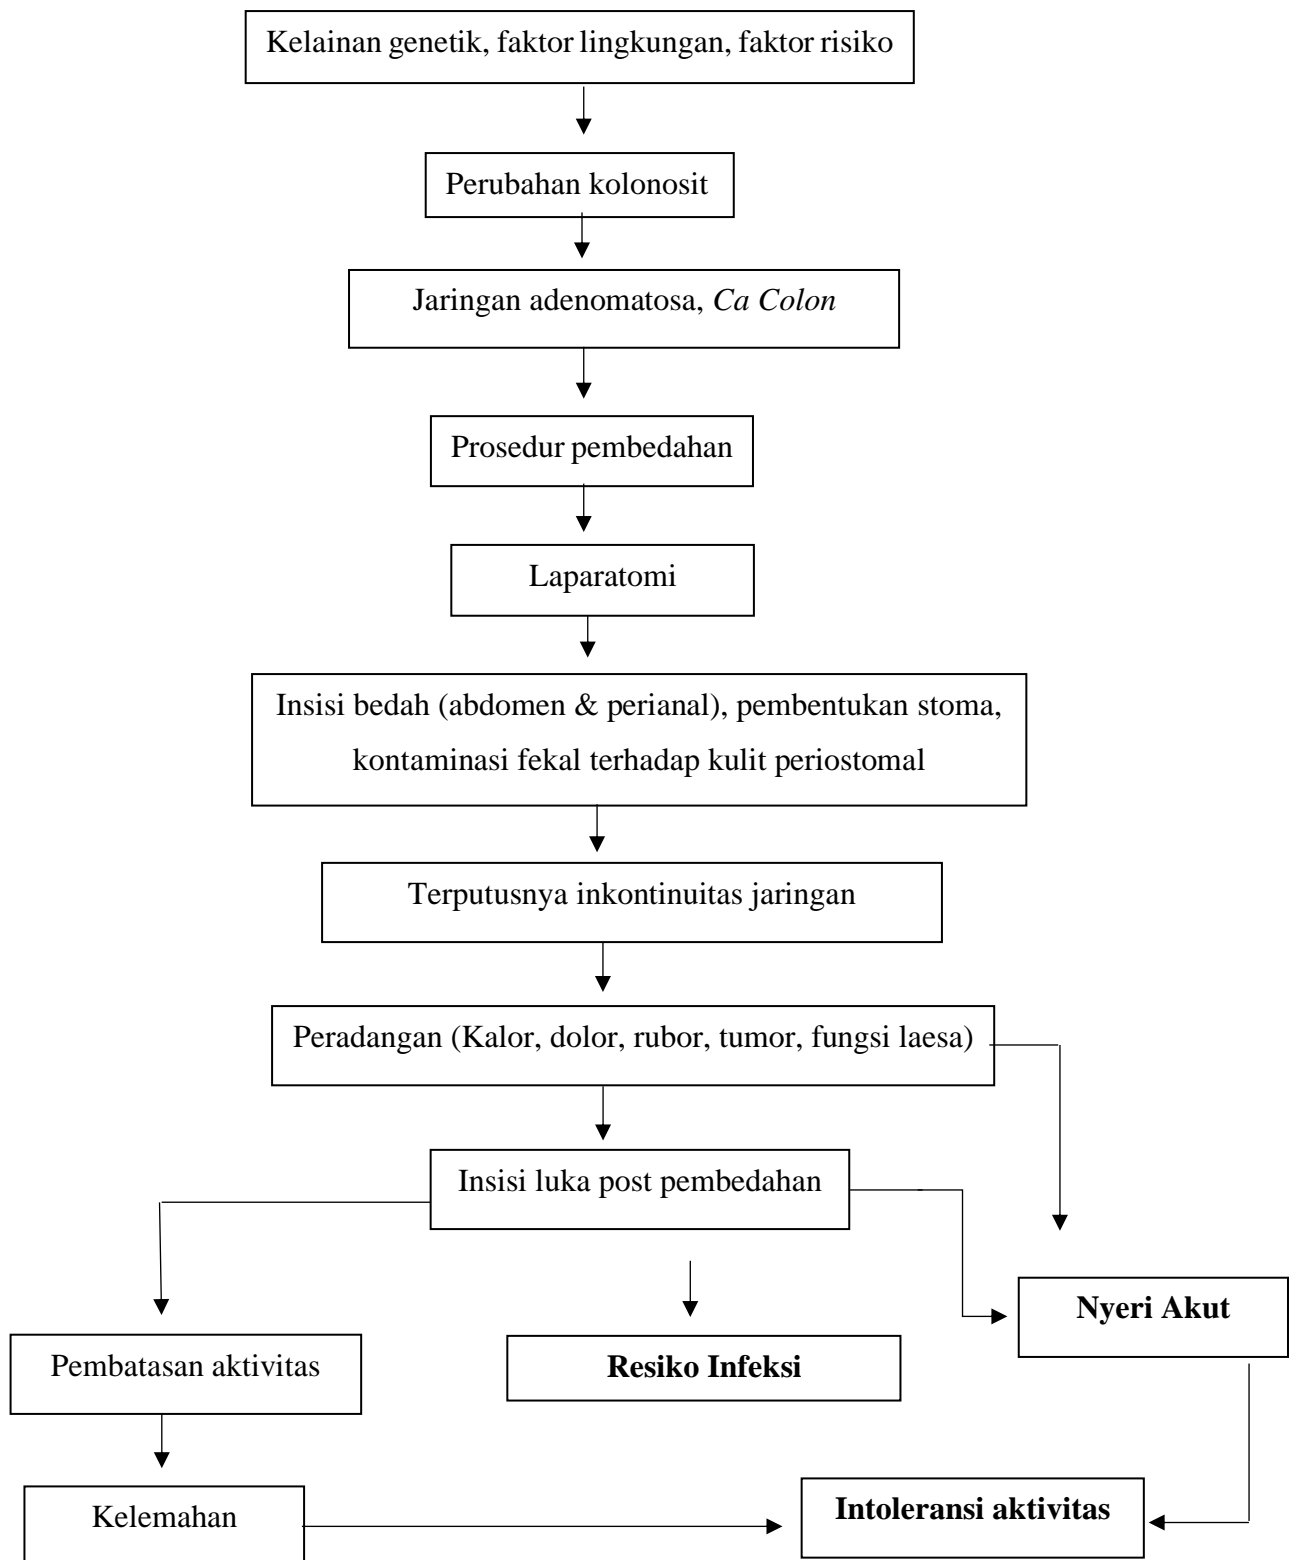 Kelainan genetik, faktor lingkungan, faktor risiko
Perubahan kolonosit
Jaringan adenomatosa, Ca Colon
Prosedur pembedahan
Laparatomi
Insisi bedah (abdomen & perianal), pembentukan stoma,
kontaminasi fekal terhadap kulit periostomal
Terputusnya inkontinuitas jaringan
Peradangan (Kalor, dolor, rubor, tumor, fungsi laesa)
Insisi luka post pembedahan
Nyeri Akut
Pembatasan aktivitas
Resiko Infeksi
Kelemahan
Intoleransi aktivitas